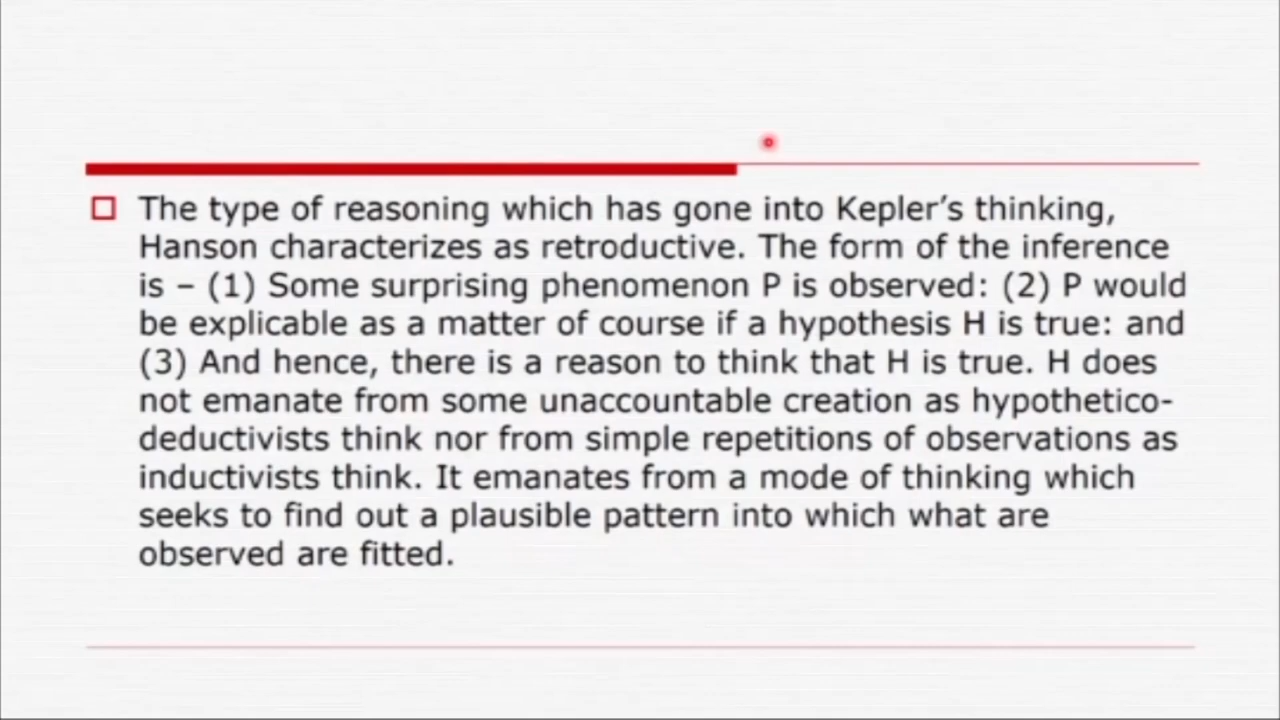 The type of reasoning which has gone into Kepler’s thinking,
Hanson characterizes as retroductive. The form of the inference
is – (1) Some surprising phenomenon P is observed: (2) P would
be explicable as a matter of course if a hypothesis H is true: and
(3) And hence, there is a reason to think that H is true. H does
not emanate from some unaccountable creation as hypothetico-
deductivists think nor from simple repetitions of observations as
inductivists think. It emanates from a mode of thinking which
seeks to find out a plausible pattern into which what are
observed are fitted.